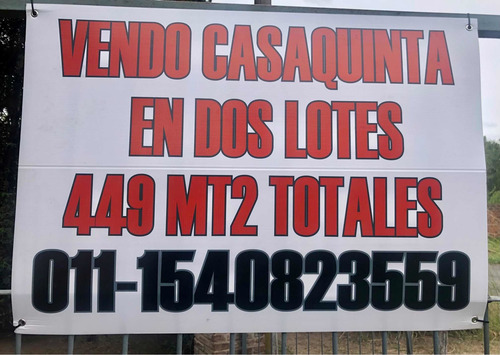 VENDO CASAQUINTA
EN DOS LOTES
449 MT2 TOTALES
011-1540823559